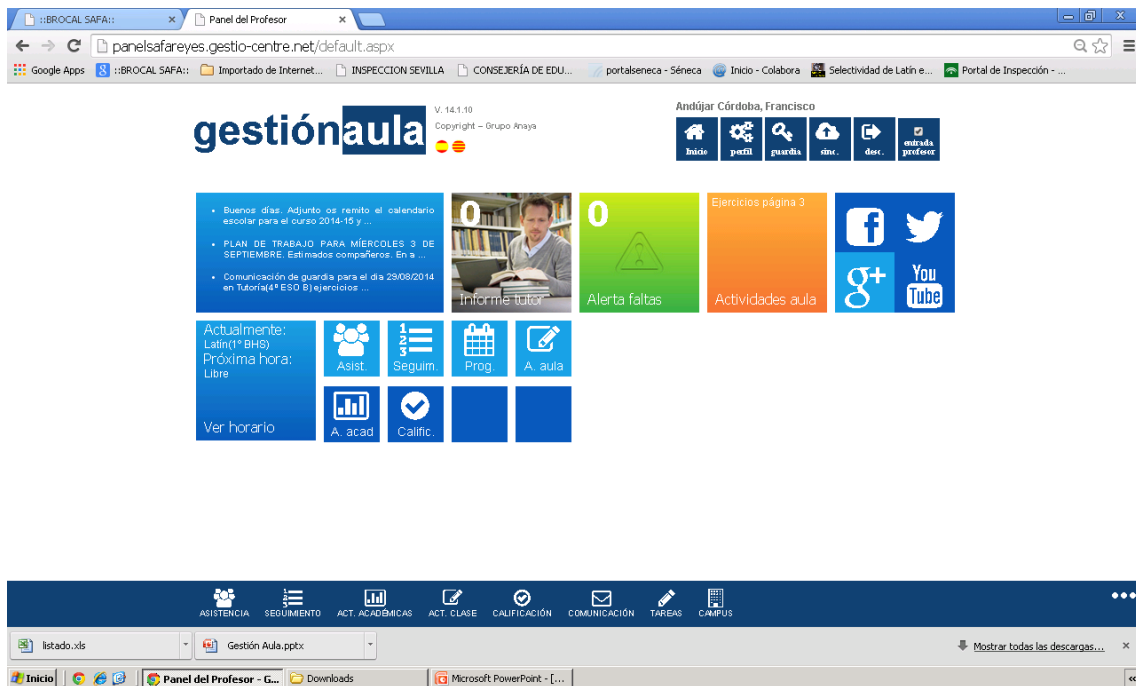 ::BROCAL SAFA::
Panel del Profesor
panelsafareyes.gestio-centre.net/default.aspx
Google Apps
::BROCAL SAFA::
Importado de Internet...
INSPECCION SEVILLA
CONSEJERÍA DE EDU...
portalseneca - Séneca
Inicio - Colabora
Selectividad de Latín e...
Portal de Inspección - ...
gestiónaula
V. 14.1.10
Copyright – Grupo Anaya
Andújar Córdoba, Francisco
Inicio
perfil
guardia
sinc.
desc.
entrada
profesor
• Buenos días. Adjunto os remito el calendario
escolar para el curso 2014-15 y ...
• PLAN DE TRABAJO PARA MÍERCOLES 3 DE
SEPTIEMBRE. Estimados compañeros. En a ...
• Comunicación de guardia para el dia 29/08/2014
en Tutoría(4º ESO B)ejercicios ...
0
Informe tutor
0
Alerta faltas
Ejercicios página 3
Actividades aula
f
g+
You
Tube
Actualmente:
Latín(1º BHS)
Próxima hora:
Libre
Ver horario
Asist.
1
2
3
Seguim.
Prog.
A. aula
A. acad
Calific.
ASISTENCIA
SEGUIMIENTO
ACT. ACADÉMICAS
ACT. CLASE
CALIFICACIÓN
COMUNICACIÓN
TAREAS
CAMPUS
listado.xls
Gestión Aula.pptx
Mostrar todas las descargas...
Inicio
Panel del Profesor - G...
Downloads
Microsoft PowerPoint - [...